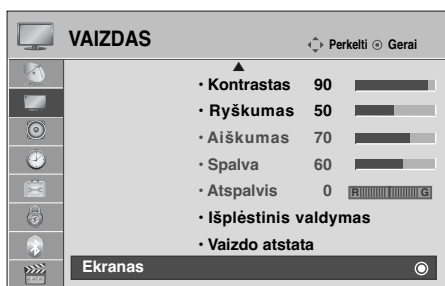 VAIZDAS
Perkelti Gerai
• Kontrastas 90
• Ryškumas 50
• Aiškumas 70
• Spalva 60
• Atspalvis 0 R G
• Išplėstinis valdymas
• Vaizdo atstata
Ekranas